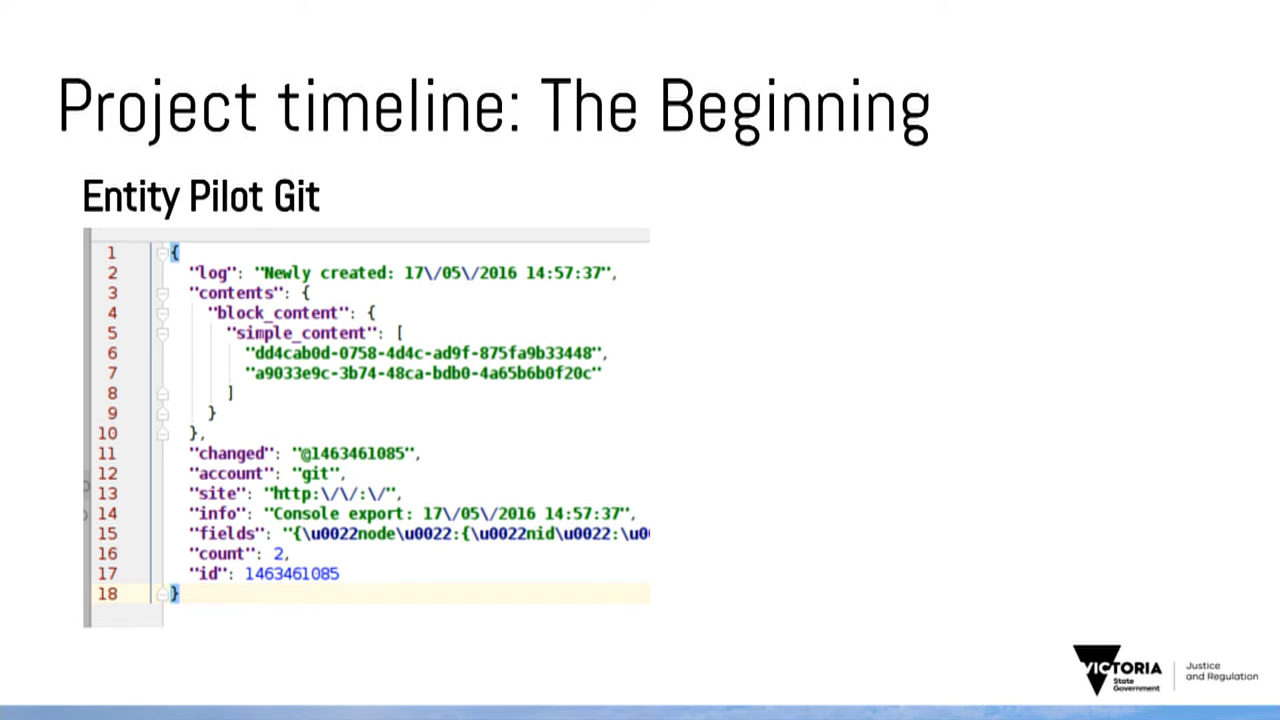 Project timeline: The Beginning
Entity Pilot Git
1 {
2 "log": "Newly created: 17\/05\/2016 14:57:37",
3 "contents": {
4 "block_content": {
5 "simple_content": [
6 "dd4cab0d-0758-4d4c-ad9f-875fa9b33448",
7 "a9033e9c-3b74-48ca-bdb0-4a65b6b0f20c"
8 ]
9 }
10 },
11 "changed": "@1463461085",
12 "account": "git",
13 "site": "http:\/\/:\/",
14 "info": "Console export: 17\/05\/2016 14:57:37",
15 "fields": "{\u0022node\u0022:{\u0022nid\u0022:\u0
16 "count": 2,
17 "id": 1463461085
18 }
VICTORIA
State
Government
Justice
and Regulation